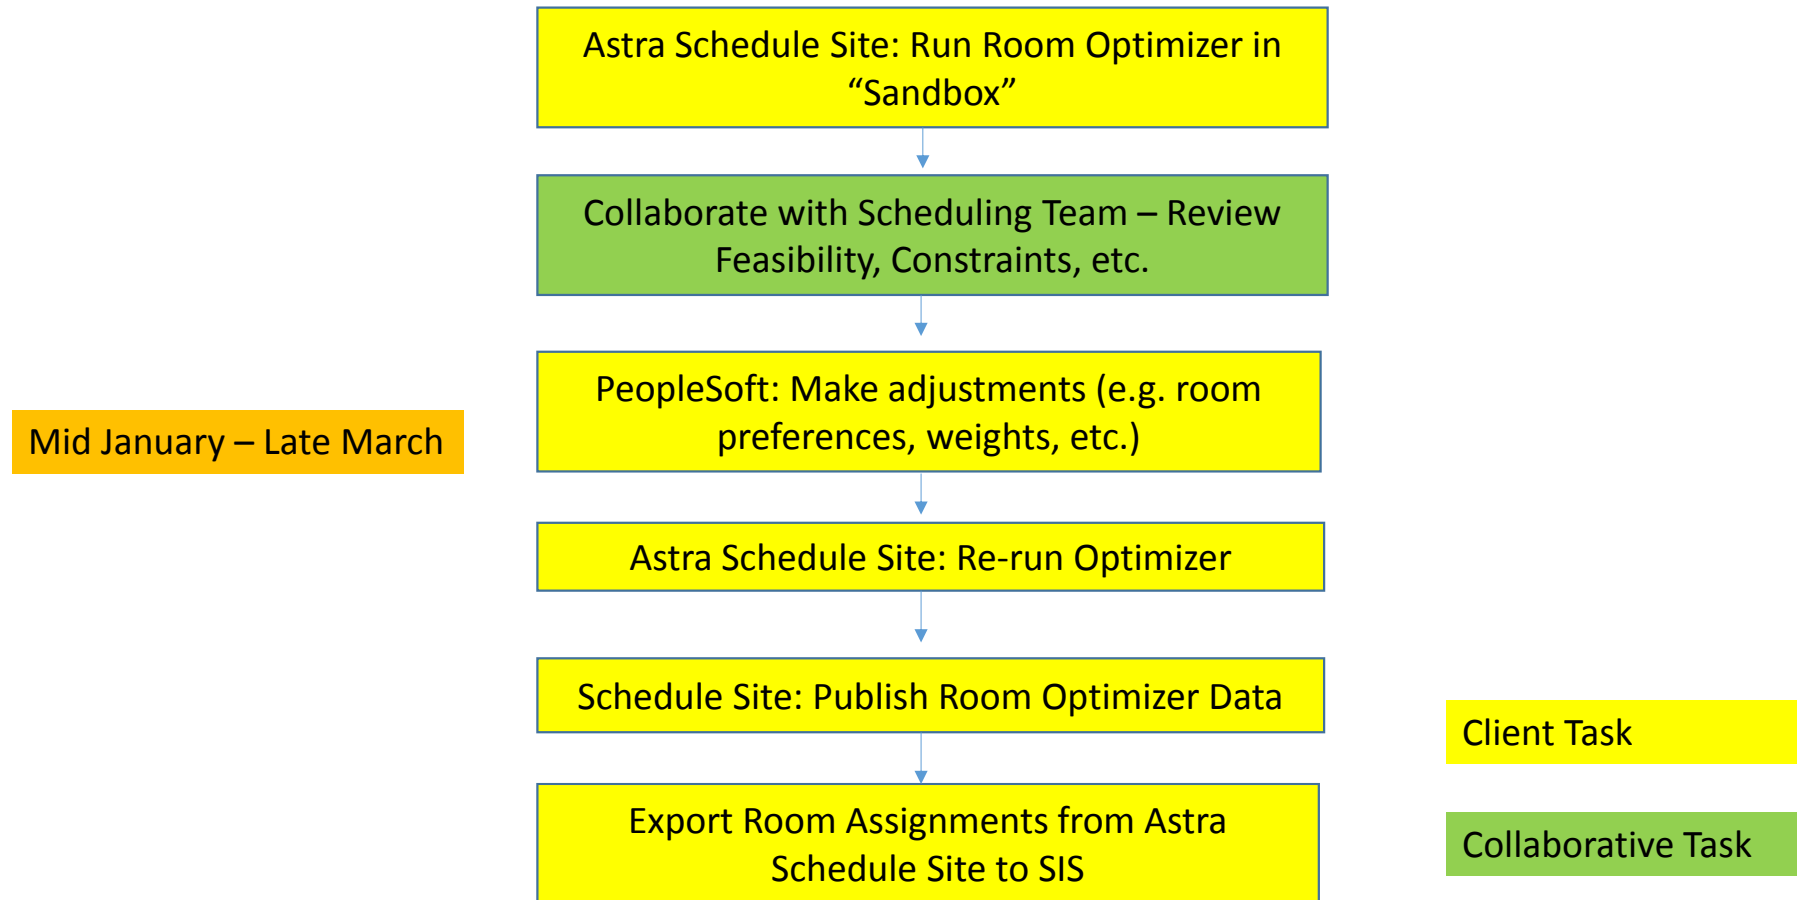 Astra Schedule Site: Run Room Optimizer in
“Sandbox”
Collaborate with Scheduling Team – Review
Feasibility, Constraints, etc.
PeopleSoft: Make adjustments (e.g. room
preferences, weights, etc.)
Mid January – Late March
Astra Schedule Site: Re-run Optimizer
Schedule Site: Publish Room Optimizer Data
Client Task
Export Room Assignments from Astra
Schedule Site to SIS
Collaborative Task